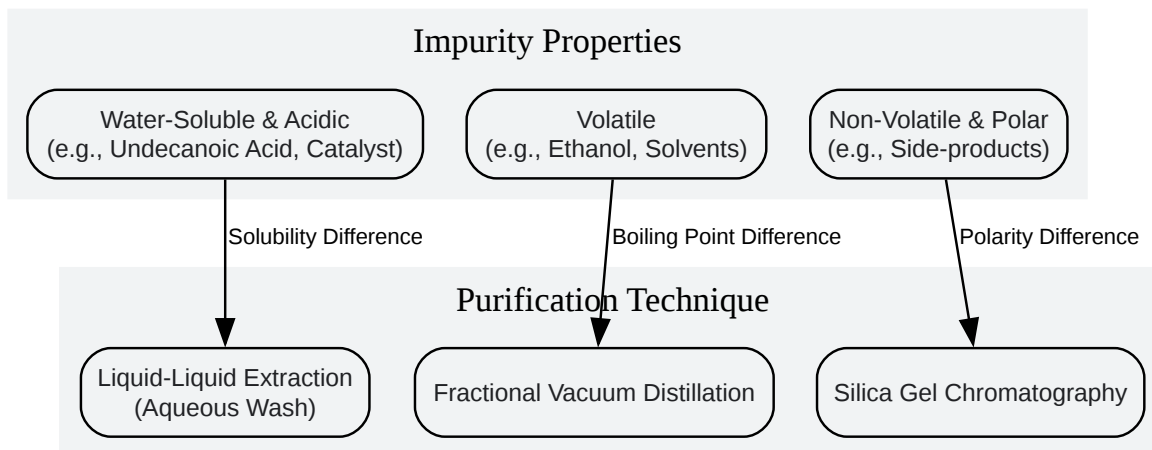 Impurity Properties
Water-Soluble & Acidic
(e.g., Undecanoic Acid, Catalyst)
Volatile
(e.g., Ethanol, Solvents)
Non-Volatile & Polar
(e.g., Side-products)
Solubility Difference
Boiling Point Difference
Polarity Difference
Purification Technique
Liquid-Liquid Extraction
(Aqueous Wash)
Fractional Vacuum Distillation
Silica Gel Chromatography